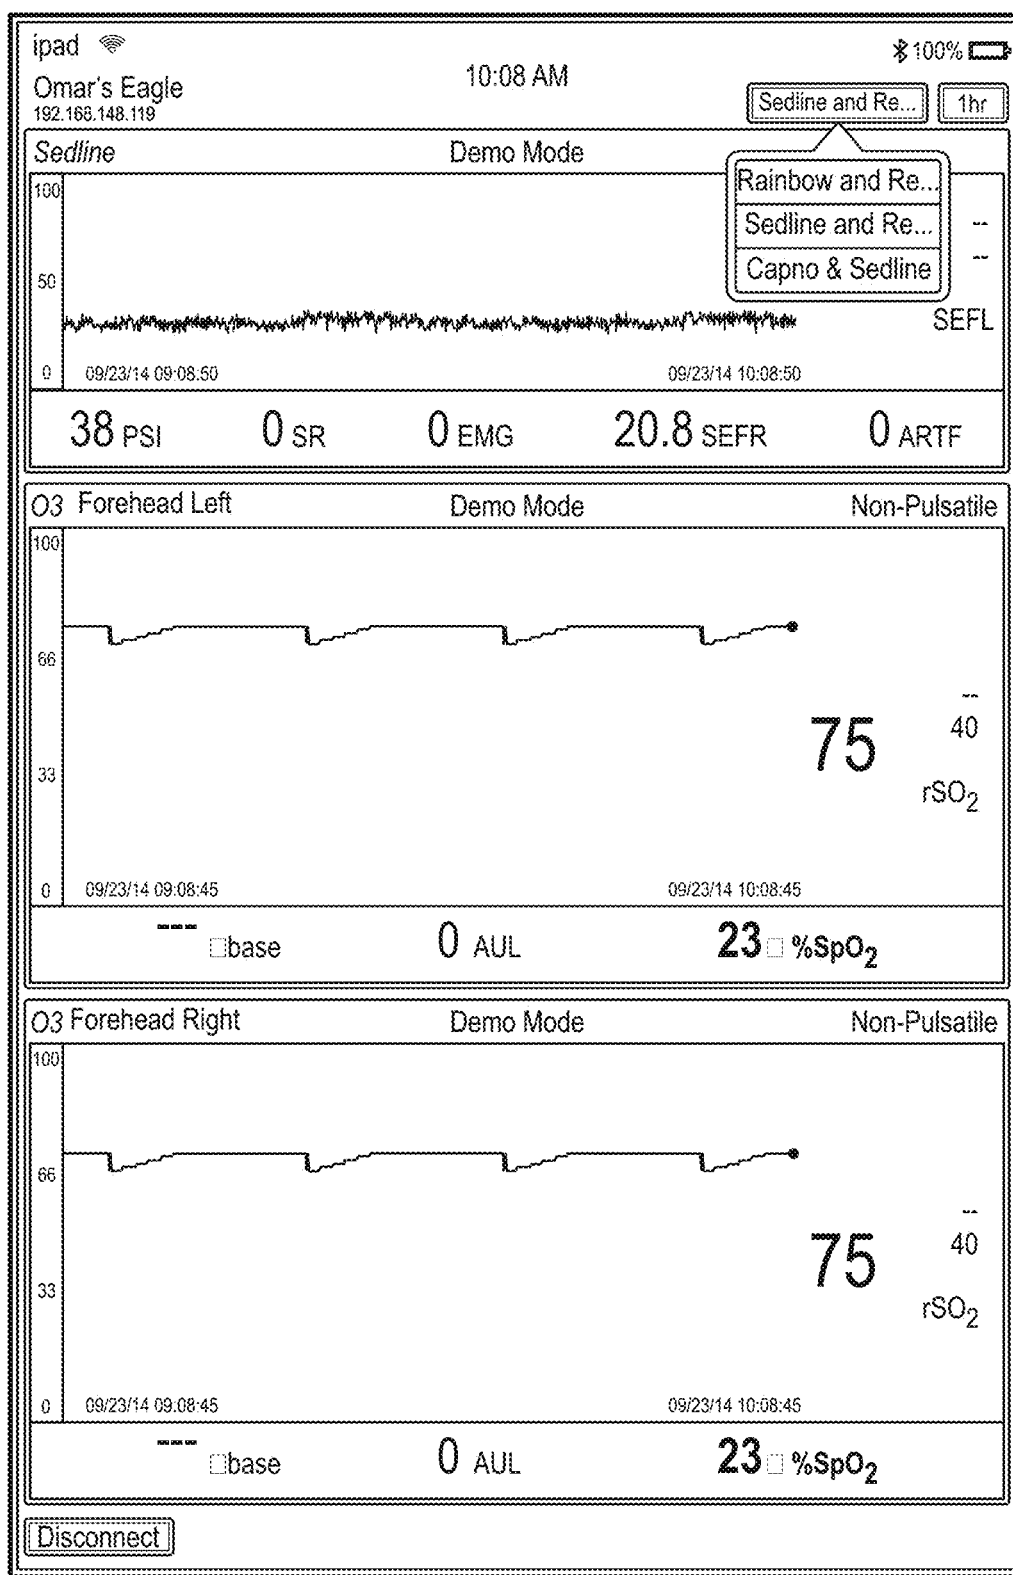 ipad 100%
10:08 AM
Omar's Eagle
192.168.148.119
Sedline and Re... 1hr
Sedline Demo Mode
Rainbow and Re...
Sedline and Re...
Capno & Sedline
--
--
100
50
0
SEFL
09/23/14 09:08:50 09/23/14 10:08:50
38 PSI 0 SR 0 EMG 20.8 SEFR 0 ARTF
O3 Forehead Left Demo Mode Non-Pulsatile
100
66
33
0
--
75 40
rSO2
09/23/14 09:08:45 09/23/14 10:08:45
--- □base 0 AUL 23□ %SpO2
O3 Forehead Right Demo Mode Non-Pulsatile
100
66
33
0
--
75 40
rSO2
09/23/14 09:08:45 09/23/14 10:08:45
--- □base 0 AUL 23□ %SpO2
Disconnect